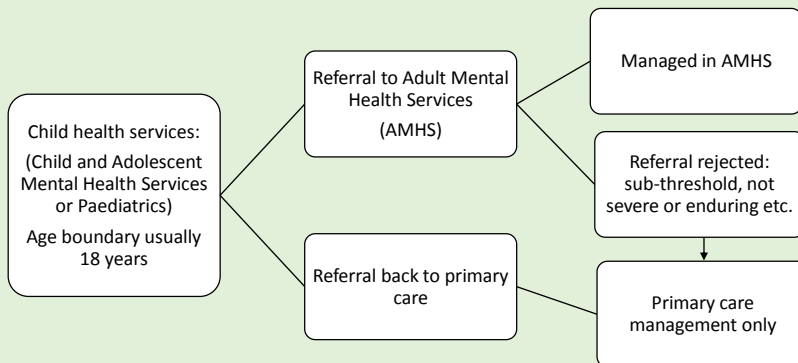 Child health services:
(Child and Adolescent
Mental Health Services
or Paediatrics)
Age boundary usually
18 years
Referral to Adult Mental
Health Services
(AMHS)
Referral back to primary
care
Managed in AMHS
Referral rejected:
sub-threshold, not
severe or enduring etc.
Primary care
management only